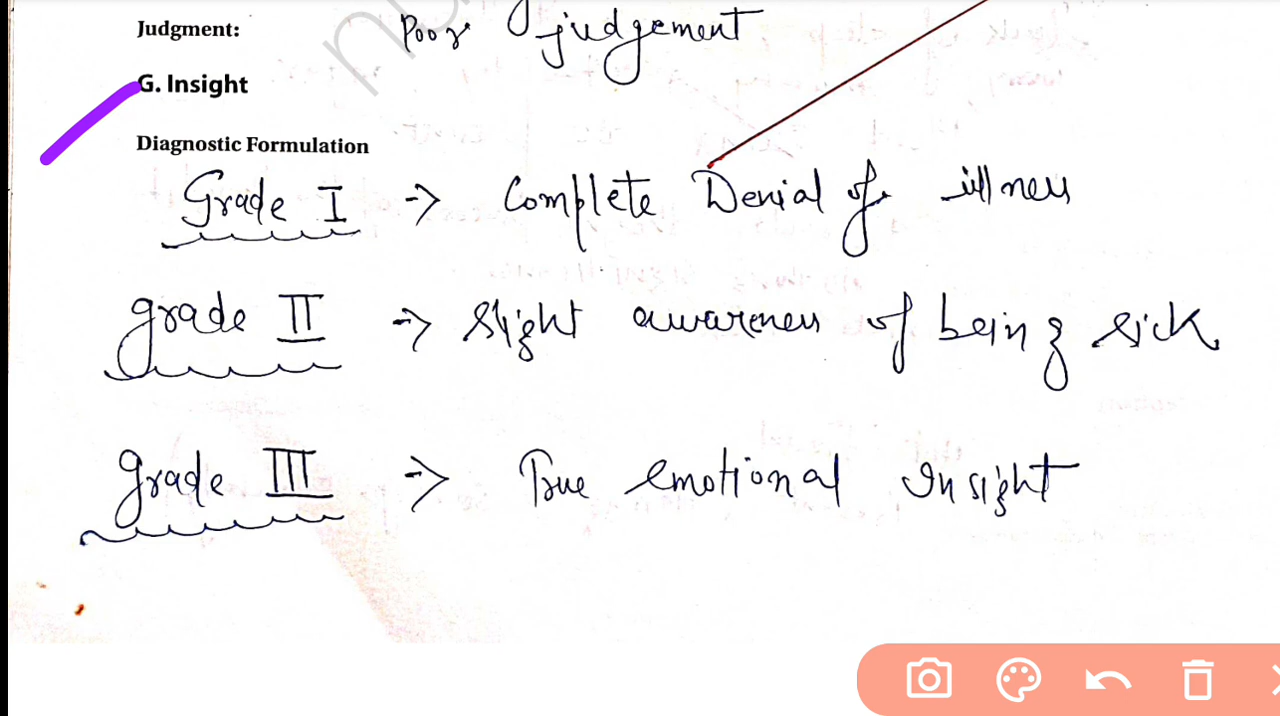 Judgment: Poor judgement
G. Insight
Diagnostic Formulation
Grade I → Complete Denial of illness
grade II → Slight awareness of being sick
grade III → True emotional Insight